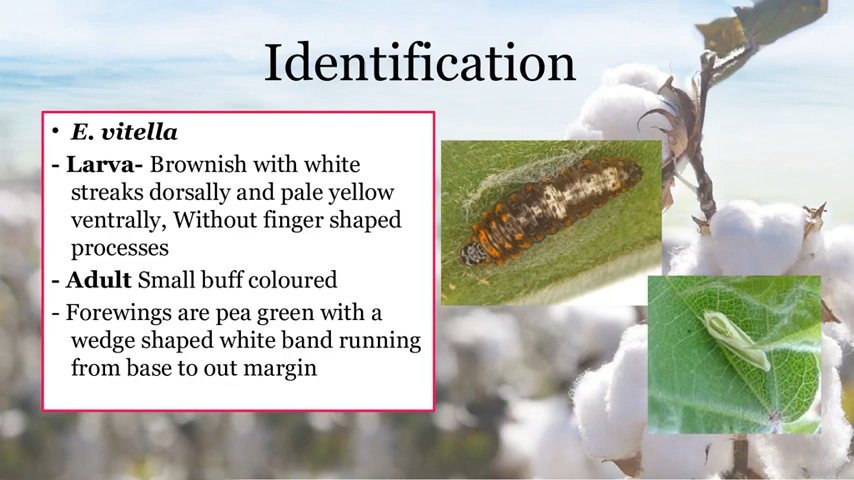 Identification
• E. vitella
- Larva- Brownish with white
streaks dorsally and pale yellow
ventrally, Without finger shaped
processes
- Adult Small buff coloured
- Forewings are pea green with a
wedge shaped white band running
from base to out margin